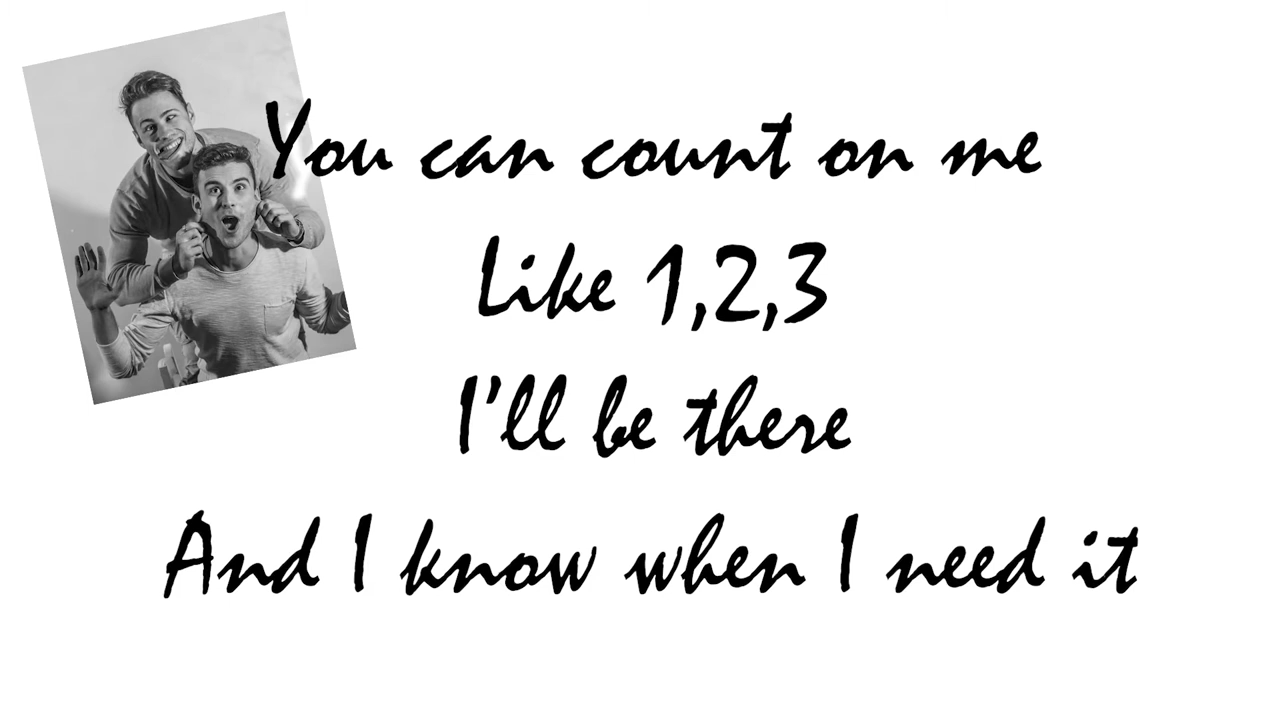 You can count on me
Like 1,2,3
I'll be there
And I know when I need it